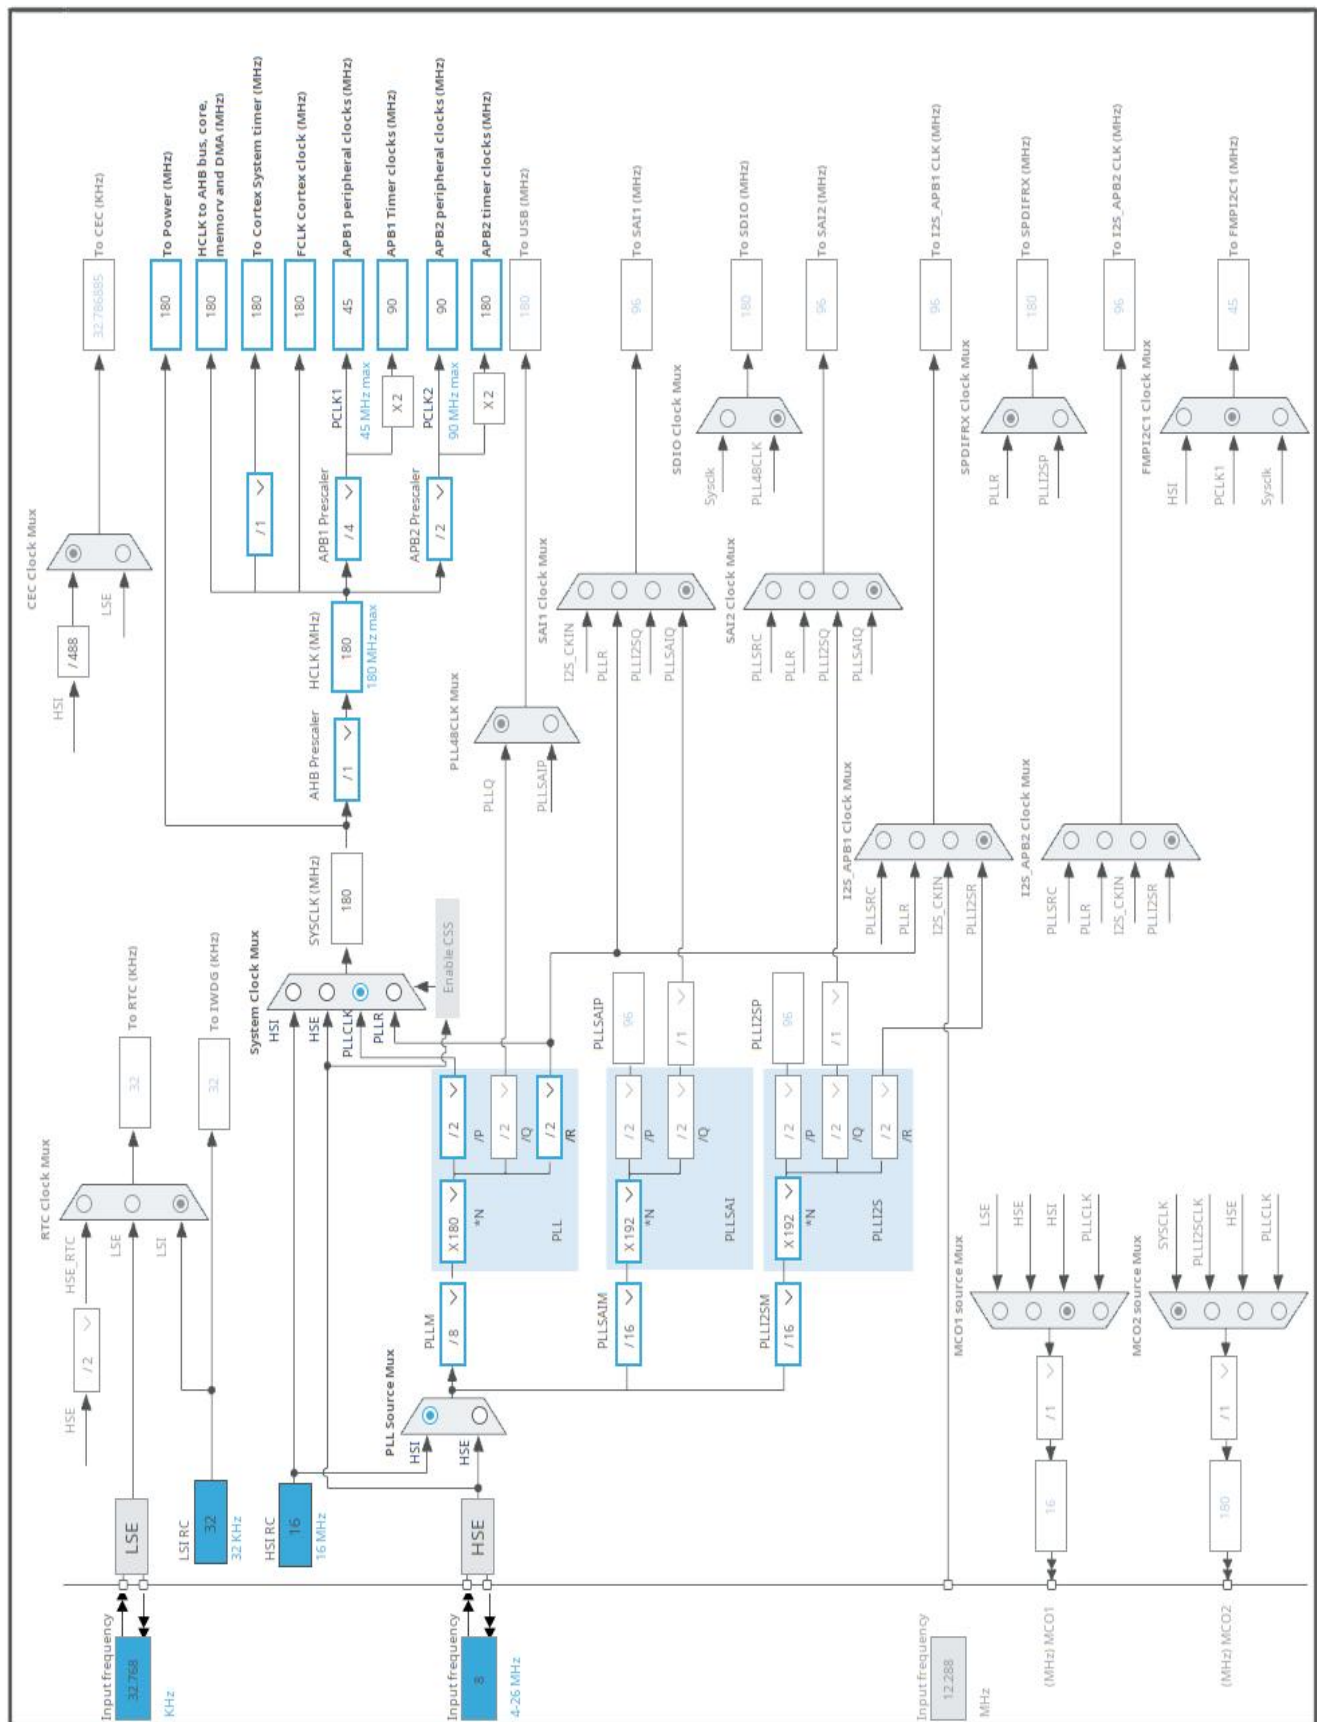 Input frequency
32.768
KHz
LSE
LSI RC
32
32 KHz
HSI RC
16
16 MHz
Input frequency
8
4-26 MHz
HSE
Input frequency
12.288
MHz
HSE
/ 2
HSE_RTC
LSE
LSI
RTC Clock Mux
32
To RTC (KHz)
32
To IWDG (KHz)
HSI
/ 488
LSE
CEC Clock Mux
32.786885
To CEC (KHz)
PLL Source Mux
HSI
HSE
PLLM
/ 8
X 180
*N
/ 2
/P
/ 2
/Q
/ 2
/R
PLL
PLLSAIM
/ 16
X 192
*N
/ 2
/P
/ 2
/Q
PLLSAI
PLLSAIP
96
/ 1
PLLI2SM
/ 16
X 192
*N
/ 2
/P
/ 2
/Q
/ 2
/R
PLLI2S
PLLI2SP
96
/ 1
System Clock Mux
HSI
HSE
PLLCLK
PLLR
Enable CSS
SYSCLK (MHz)
180
AHB Prescaler
/ 1
HCLK (MHz)
180
180 MHz max
/ 1
APB1 Prescaler
/ 4
APB2 Prescaler
/ 2
PCLK1
45 MHz max
X 2
PCLK2
90 MHz max
X 2
180
To Power (MHz)
180
HCLK to AHB bus, core,
memory and DMA (MHz)
180
To Cortex System timer (MHz)
180
FCLK Cortex clock (MHz)
45
APB1 peripheral clocks (MHz)
90
APB1 Timer clocks (MHz)
90
APB2 peripheral clocks (MHz)
180
APB2 timer clocks (MHz)
PLL48CLK Mux
PLLQ
PLLSAIP
180
To USB (MHz)
SAI1 Clock Mux
I2S_CKIN
PLLR
PLLI2SQ
PLLSAIQ
96
To SAI1 (MHz)
SDIO Clock Mux
Sysclk
PLL48CLK
180
To SDIO (MHz)
SAI2 Clock Mux
PLLSRC
PLLR
PLLI2SQ
PLLSAIQ
96
To SAI2 (MHz)
I2S_APB1 Clock Mux
PLLSRC
PLLR
I2S_CKIN
PLLI2SR
96
To I2S_APB1 CLK (MHz)
SPDIFRX Clock Mux
PLLR
PLLI2SP
180
To SPDIFRX (MHz)
I2S_APB2 Clock Mux
PLLSRC
PLLR
I2S_CKIN
PLLI2SR
96
To I2S_APB2 CLK (MHz)
FMPI2C1 Clock Mux
HSI
PCLK1
Sysclk
45
To FMPI2C1 (MHz)
MCO1 source Mux
LSE
HSE
HSI
PLLCLK
/ 1
16
(MHz) MCO1
MCO2 source Mux
SYSCLK
PLLI2SCLK
HSE
PLLCLK
/ 1
180
(MHz) MCO2